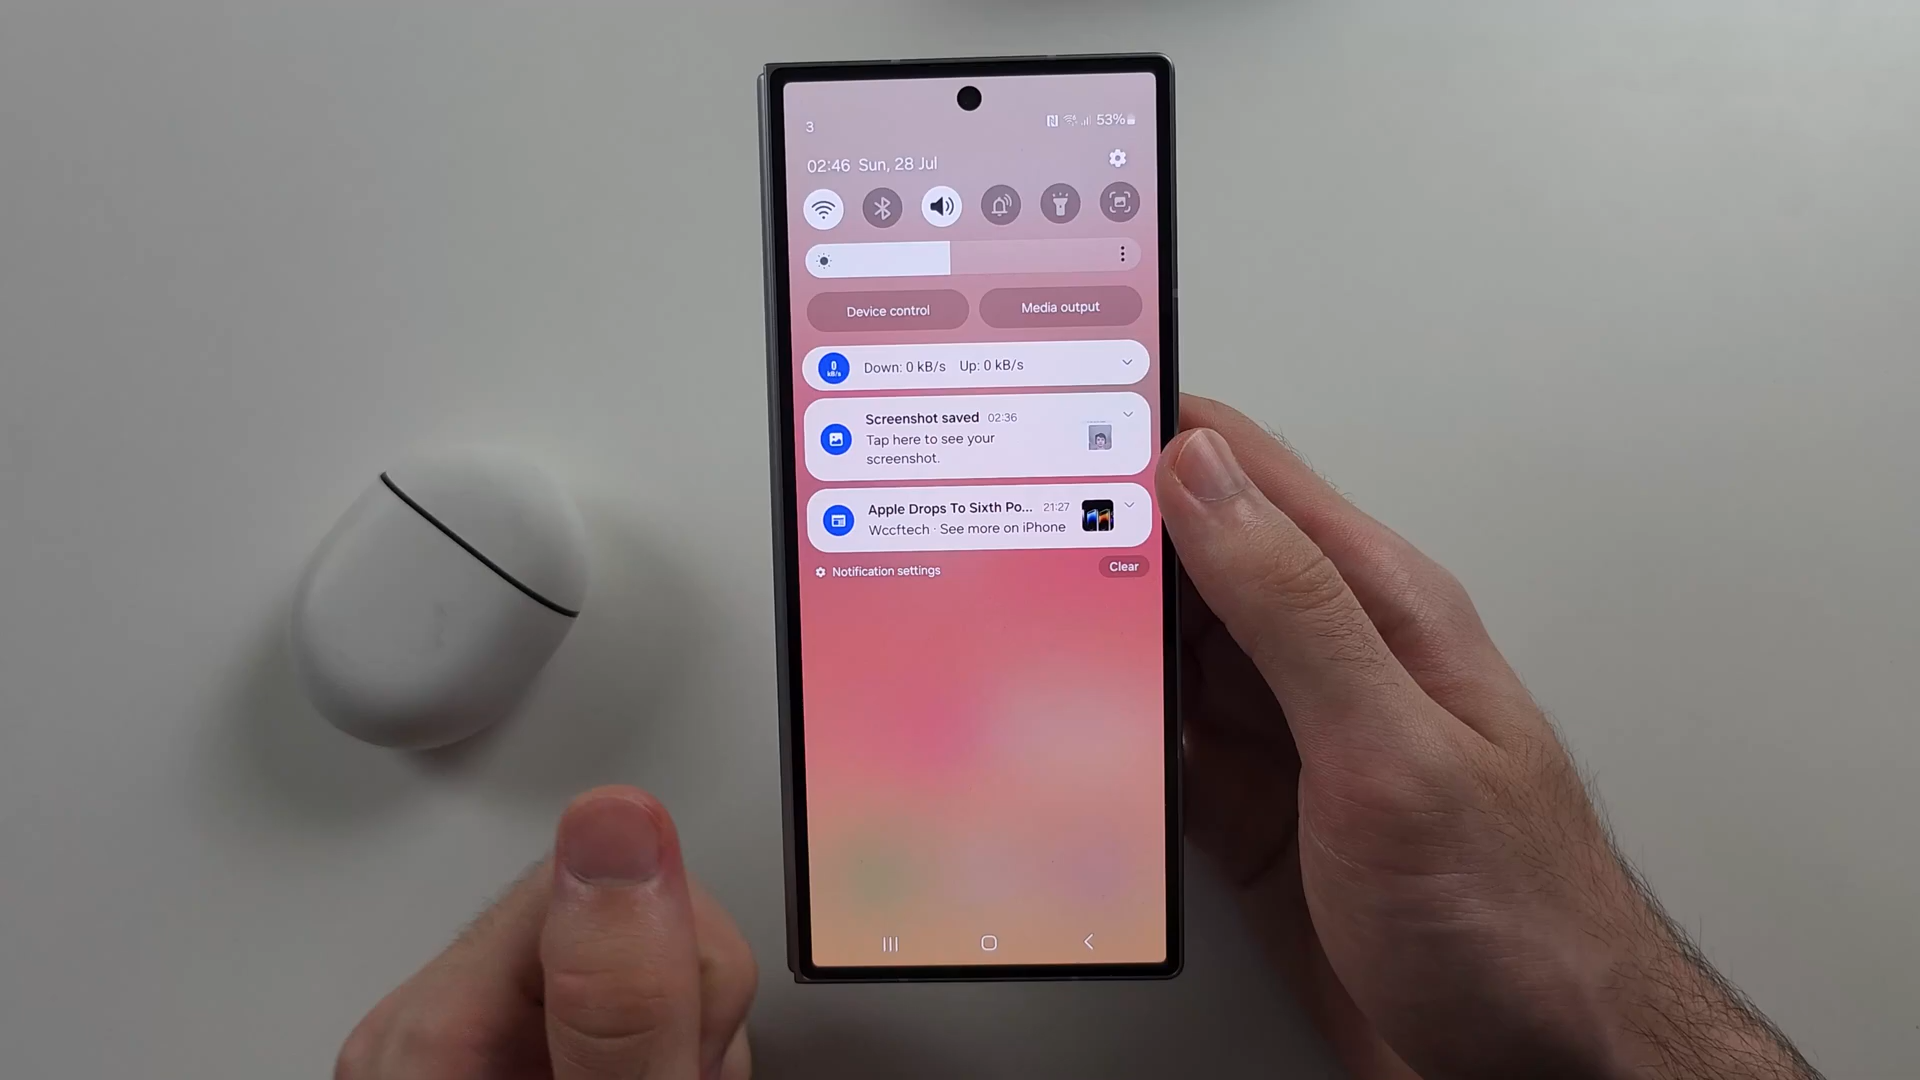 3
53%
02:46 Sun, 28 Jul
Device control
Media output
0
kB/s
Down: 0 kB/s Up: 0 kB/s
Screenshot saved 02:36
Tap here to see your
screenshot.
Apple Drops To Sixth Po... 21:27
Wccftech · See more on iPhone
Notification settings
Clear